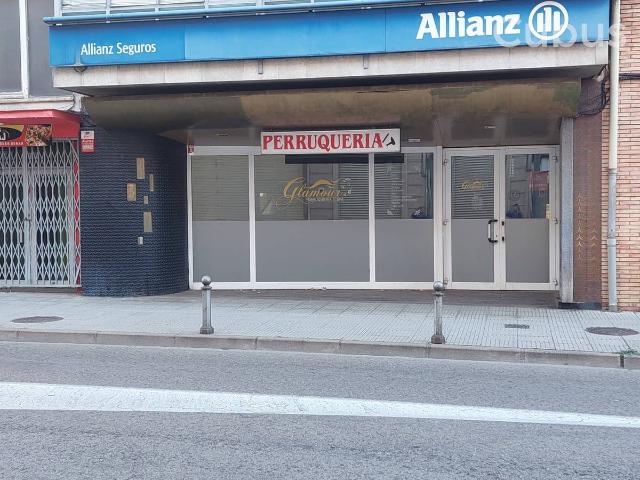 Allianz
Allianz Seguros
cubus
PERRUQUERIA
Glamour